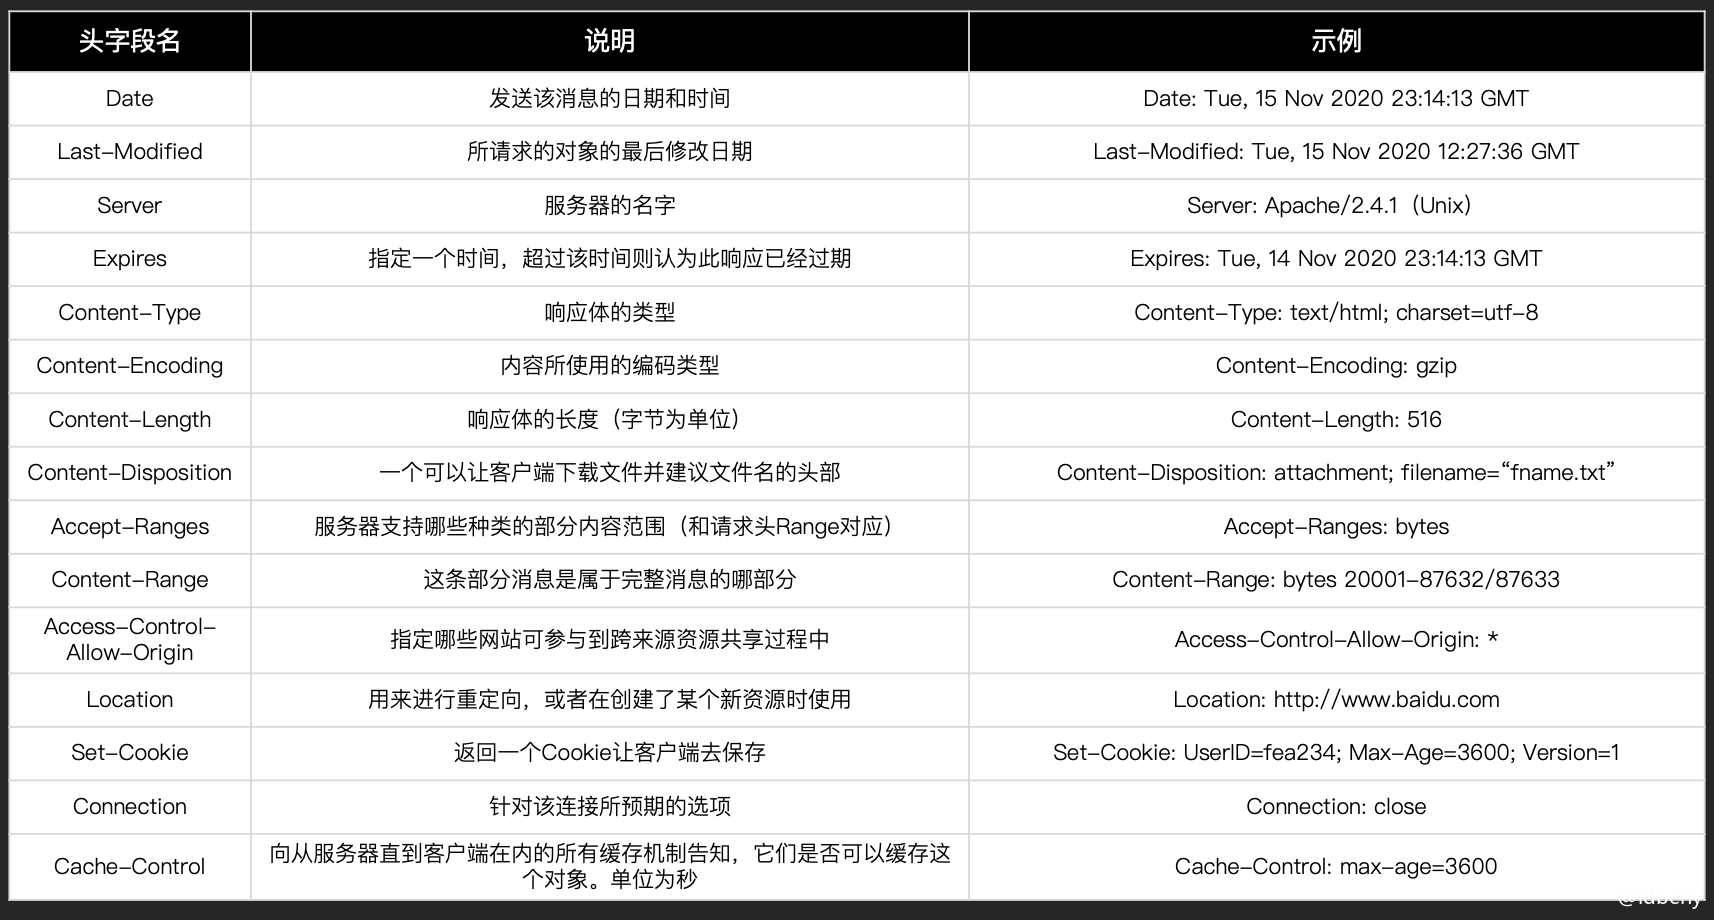 头字段名 说明 示例
Date 发送该消息的日期和时间 Date: Tue, 15 Nov 2020 23:14:13 GMT
Last-Modified 所请求的对象的最后修改日期 Last-Modified: Tue, 15 Nov 2020 12:27:36 GMT
Server 服务器的名字 Server: Apache/2.4.1（Unix）
Expires 指定一个时间，超过该时间则认为此响应已经过期 Expires: Tue, 14 Nov 2020 23:14:13 GMT
Content-Type 响应体的类型 Content-Type: text/html; charset=utf-8
Content-Encoding 内容所使用的编码类型 Content-Encoding: gzip
Content-Length 响应体的长度（字节为单位） Content-Length: 516
Content-Disposition 一个可以让客户端下载文件并建议文件名的头部 Content-Disposition: attachment; filename=“fname.txt”
Accept-Ranges 服务器支持哪些种类的部分内容范围（和请求头Range对应） Accept-Ranges: bytes
Content-Range 这条部分消息是属于完整消息的哪部分 Content-Range: bytes 20001-87632/87633
Access-Control-
Allow-Origin 指定哪些网站可参与到跨来源资源共享过程中 Access-Control-Allow-Origin: *
Location 用来进行重定向，或者在创建了某个新资源时使用 Location: http://www.baidu.com
Set-Cookie 返回一个Cookie让客户端去保存 Set-Cookie: UserID=fea234; Max-Age=3600; Version=1
Connection 针对该连接所预期的选项 Connection: close
Cache-Control 向从服务器直到客户端在内的所有缓存机制告知，它们是否可以缓存这
个对象。单位为秒 Cache-Control: max-age=3600